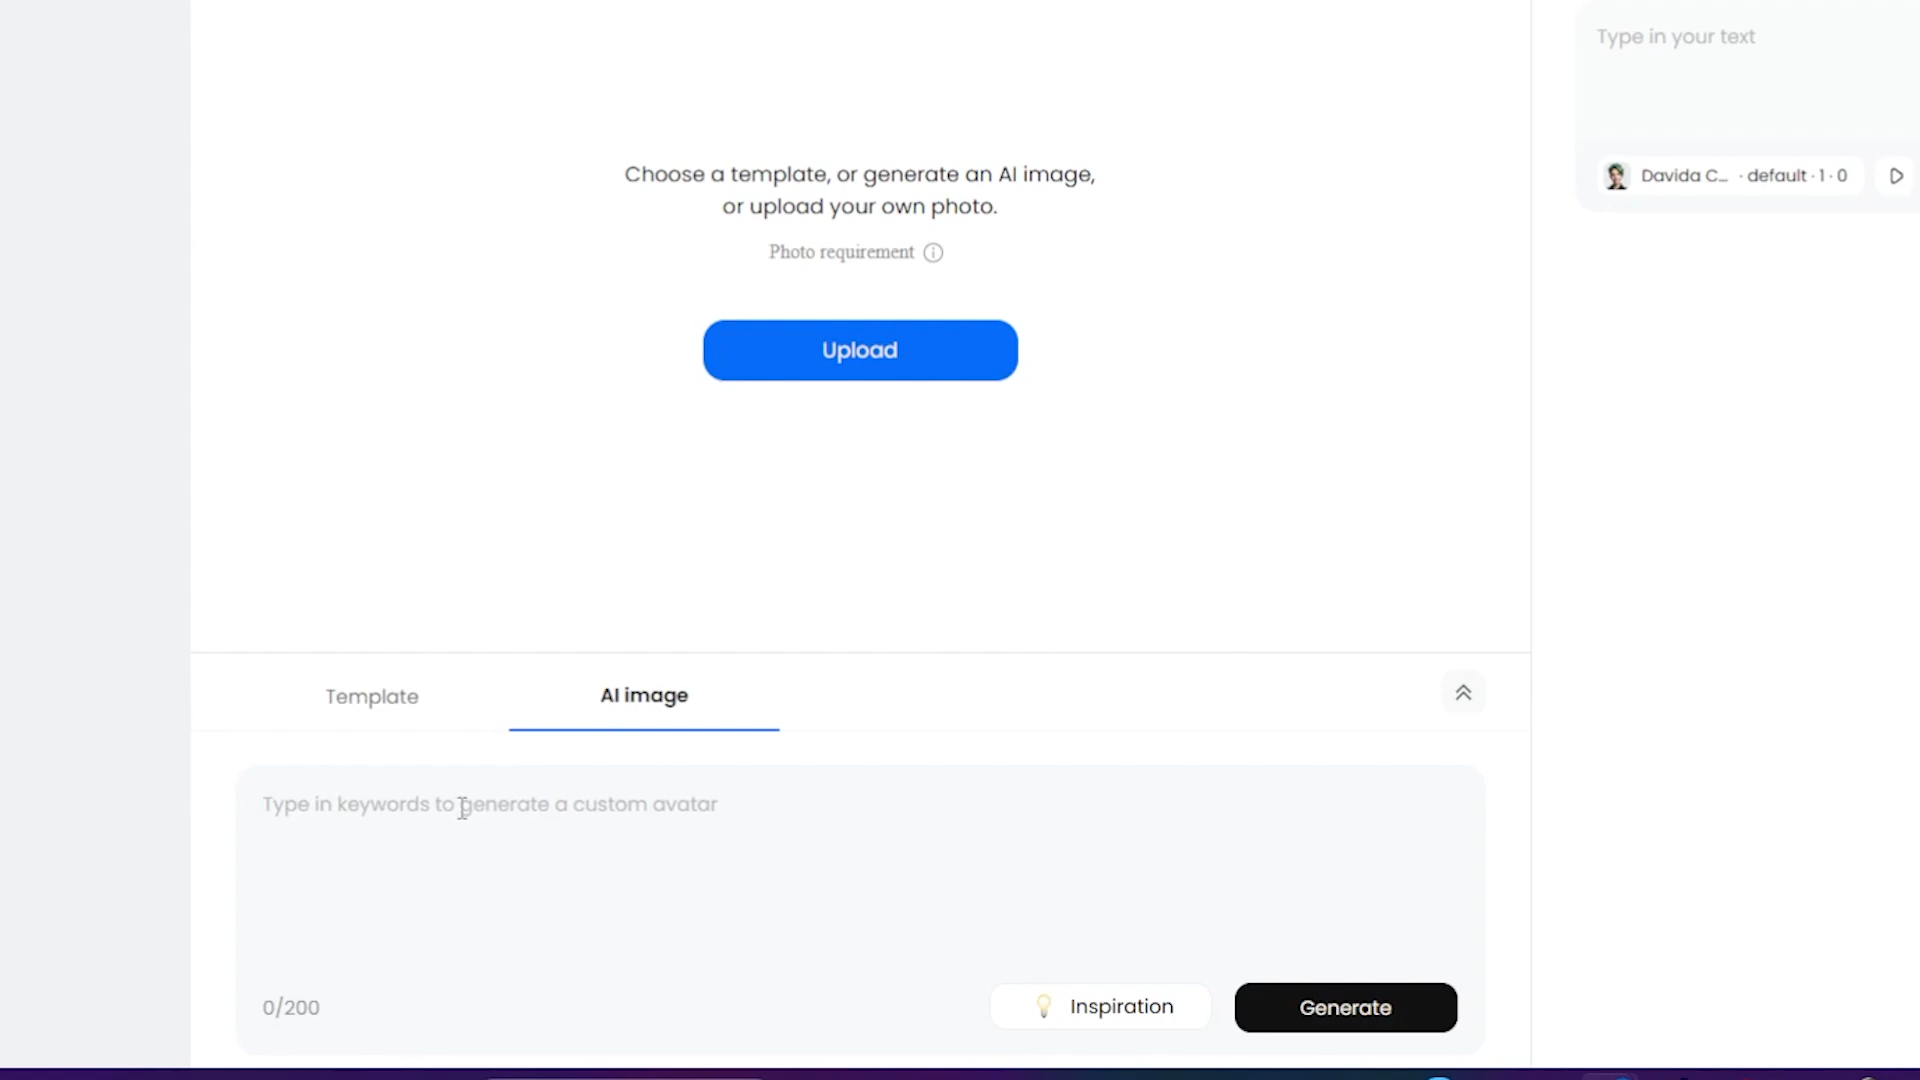 Type in your text
Davida C... · default · 1 · 0
Choose a template, or generate an AI image,
or upload your own photo.
Photo requirement
Upload
Template
AI image
Type in keywords to generate a custom avatar
0/200
Inspiration
Generate